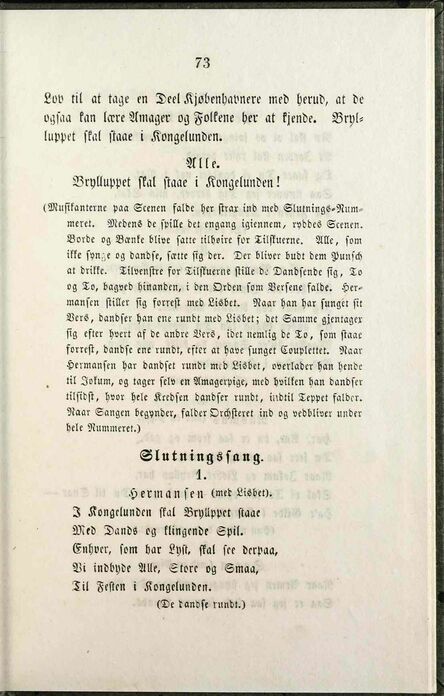 73
Lov til at tage en Deel Kjøbenhavnere med herud, at de
ogsaa kan lære Amager og Folkene her at kjende. Bryl-
luppet skal staae i Kongelunden.
Alle.
Brylluppet skal staae i Kongelunden!
(Musikanterne paa Scenen falde her strax ind med Slutnings-Num-
meret. Medens de spille det engang igiennem, ryddes Scenen.
Borde og Bænke blive satte tilhøire for Tilskuerne. Alle, som
ikke synge og dandse, sætte sig der. Der bliver budt dem Punsch
at drikke. Tilvenstre for Tilskuerne stille de Dandsende sig, To
og To, bagved hinanden, i den Orden som Versene falde. Her-
mansen stiller sig forrest med Lisbet. Naar han har sunget sit
Vers, dandser han ene rundt med Lisbet; det Samme gjentages
sig efter hvert af de andre Vers, idet nemlig de To, som staae
forrest, dandse ene rundt, efter at have sunget Couplettet. Naar
Hermansen har dandset rundt med Lisbet, overlader han hende
til Jokum, og tager selv en Amagerpige, med hvilken han dandser
tilsidst, hvor hele Kredsen dandser rundt, indtil Teppet falder.
Naar Sangen begynder, falder Orchsteret ind og vedbliver under
hele Nummeret.)
Slutningssang.
1.
Hermansen (med Lisbet).
I Kongelunden skal Brylluppet staae
Med Dands og klingende Spil.
Enhver, som har Lyst, skal see derpaa,
Vi indbyde Alle, Store og Smaa,
Til Festen i Kongelunden.
(De dandse rundt.)